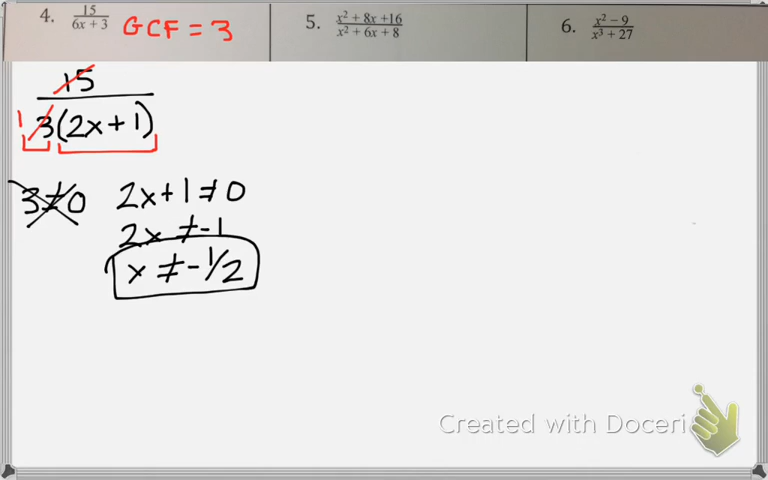 4. 15/(6x + 3) GCF = 3
5. (x² + 8x + 16)/(x² + 6x + 8)
6. (x² − 9)/(x³ + 27)
15
1 3(2x+1)
3≠0 2x+1≠0
2x ≠ -1
x ≠ -1/2
Created with Doceri